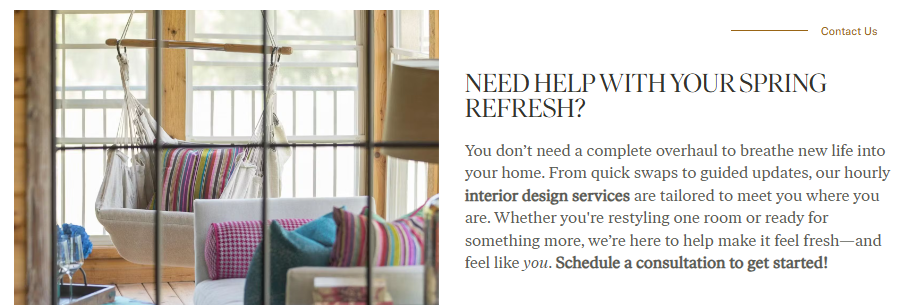 Contact Us
NEED HELP WITH YOUR SPRING
REFRESH?
You don’t need a complete overhaul to breathe new life into
your home. From quick swaps to guided updates, our hourly
interior design services are tailored to meet you where you
are. Whether you're restyling one room or ready for
something more, we’re here to help make it feel fresh—and
feel like you. Schedule a consultation to get started!